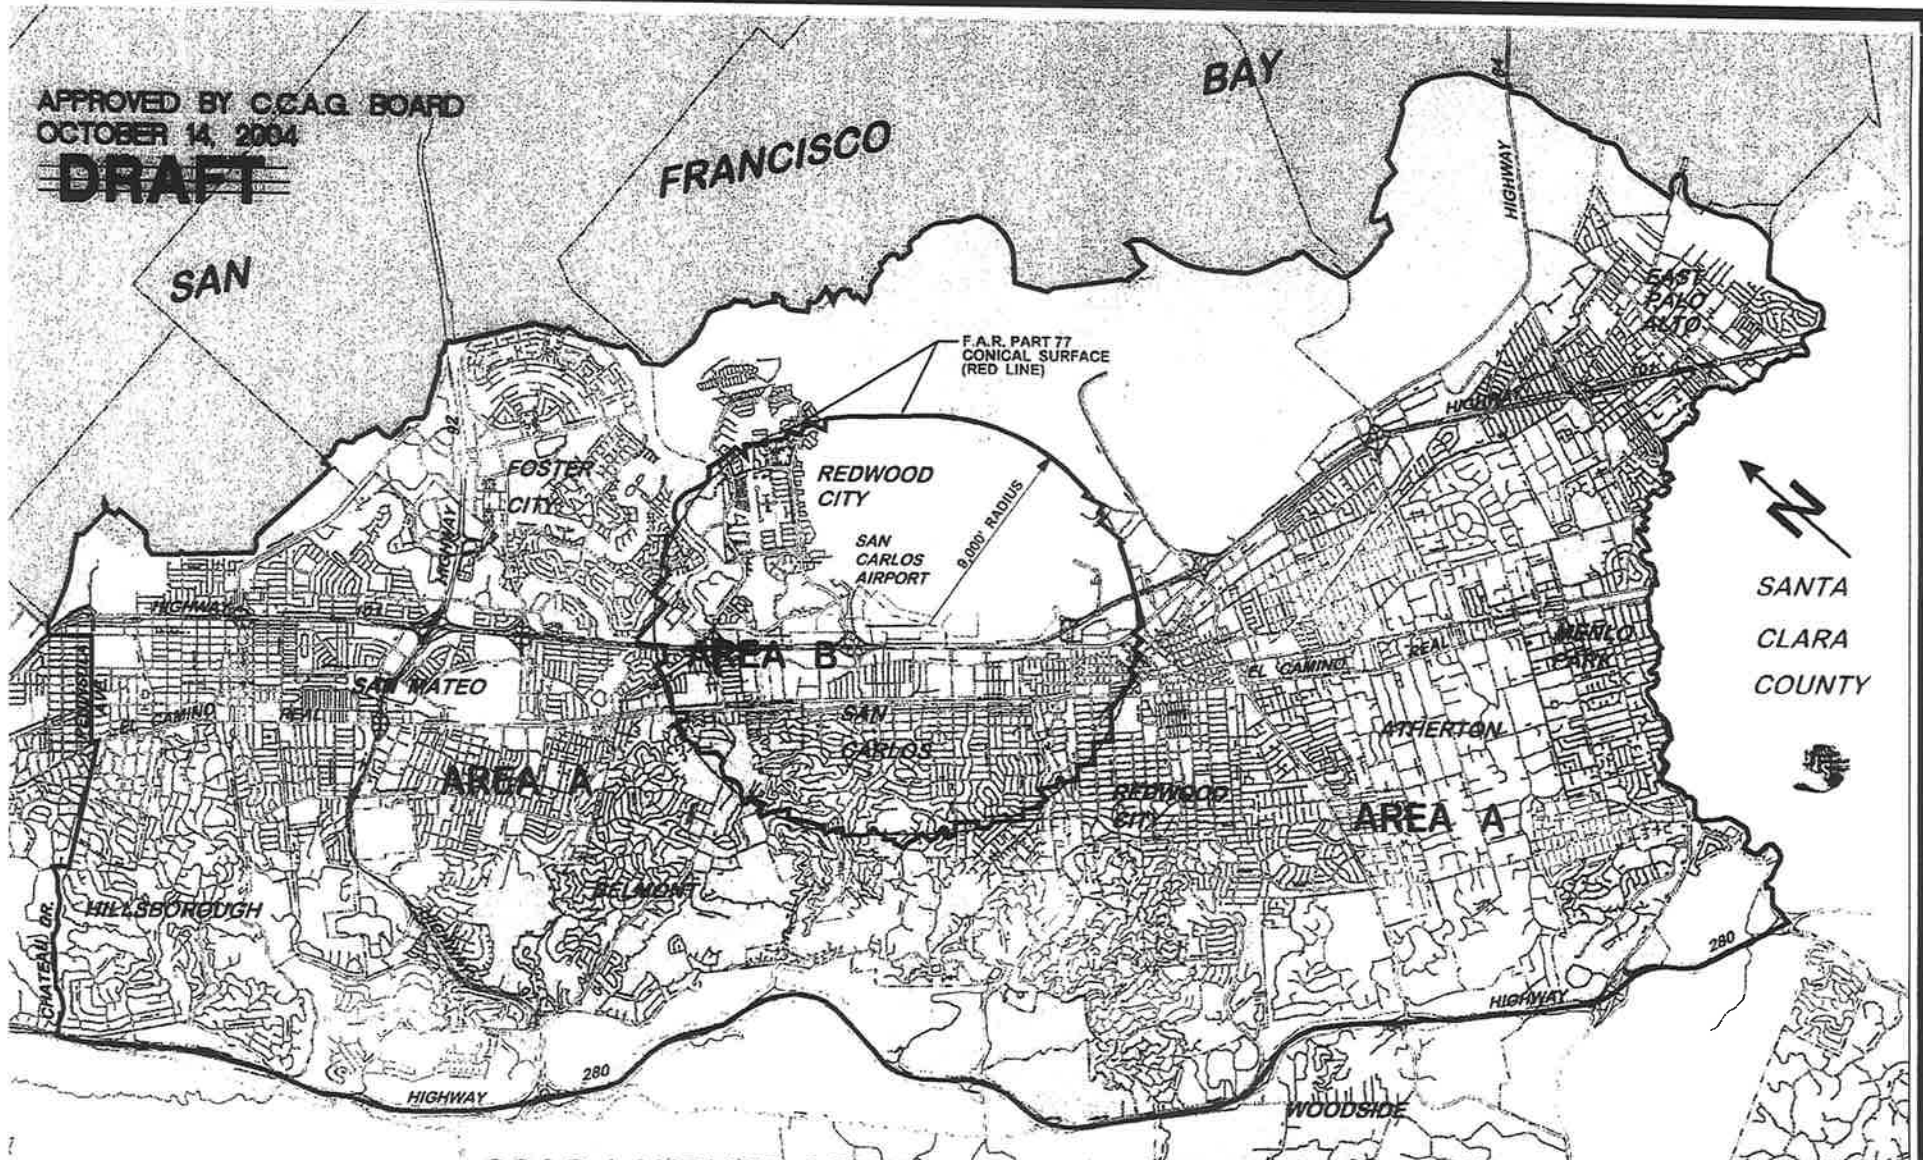 APPROVED BY C.C.A.G. BOARD
OCTOBER 14, 2004
DRAFT
SAN
FRANCISCO
BAY
HIGHWAY
84
EAST
PALO
ALTO
F.A.R. PART 77
CONICAL SURFACE
(RED LINE)
92
HIGHWAY
HIGHWAY
101
FOSTER
CITY
REDWOOD
CITY
SAN
CARLOS
AIRPORT
9,000' RADIUS
N
SANTA
CLARA
COUNTY
HIGHWAY
101
AREA B
PENINSULA
AVE.
SAN MATEO
EL CAMINO
REAL
EL CAMINO
REAL
MENLO
PARK
SAN
CARLOS
ATHERTON
AREA A
REDWOOD
CITY
AREA A
BELMONT
HILLSBOROUGH
CHATEAU DR.
280
HIGHWAY
280
HIGHWAY
WOODSIDE